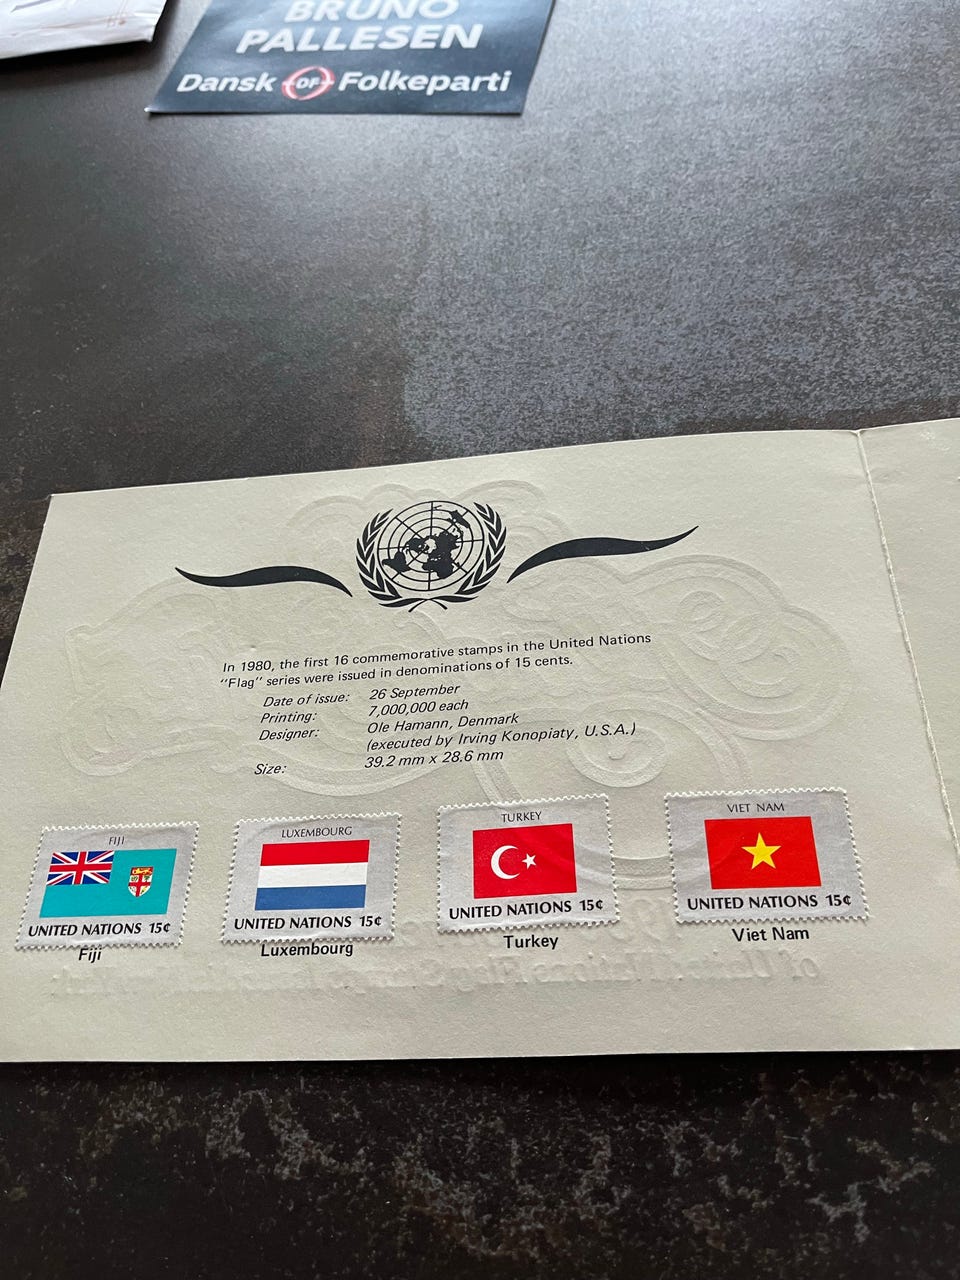 BRUNO
PALLESEN
Dansk DF Folkeparti
In 1980, the first 16 commemorative stamps in the United Nations
"Flag" series were issued in denominations of 15 cents.
Date of issue: 26 September
Printing: 7,000,000 each
Designer: Ole Hamann, Denmark
(executed by Irving Konopiaty, U.S.A.)
Size: 39.2 mm x 28.6 mm
FIJI
UNITED NATIONS 15¢
Fiji
LUXEMBOURG
UNITED NATIONS 15¢
Luxembourg
TURKEY
UNITED NATIONS 15¢
Turkey
VIET NAM
UNITED NATIONS 15¢
Viet Nam